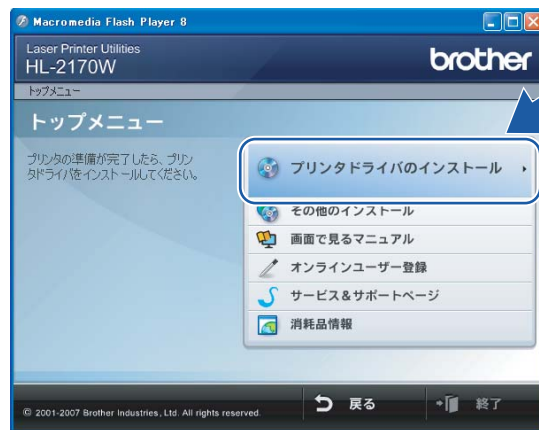 Macromedia Flash Player 8
Laser Printer Utilities
HL-2170W
brother
トップメニュー
トップメニュー
プリンタの準備が完了したら、プリン
タドライバをインストールしてください。
プリンタドライバのインストール
その他のインストール
画面で見るマニュアル
オンラインユーザー登録
サービス&サポートページ
消耗品情報
© 2001-2007 Brother Industries, Ltd. All rights reserved.
戻る
終了